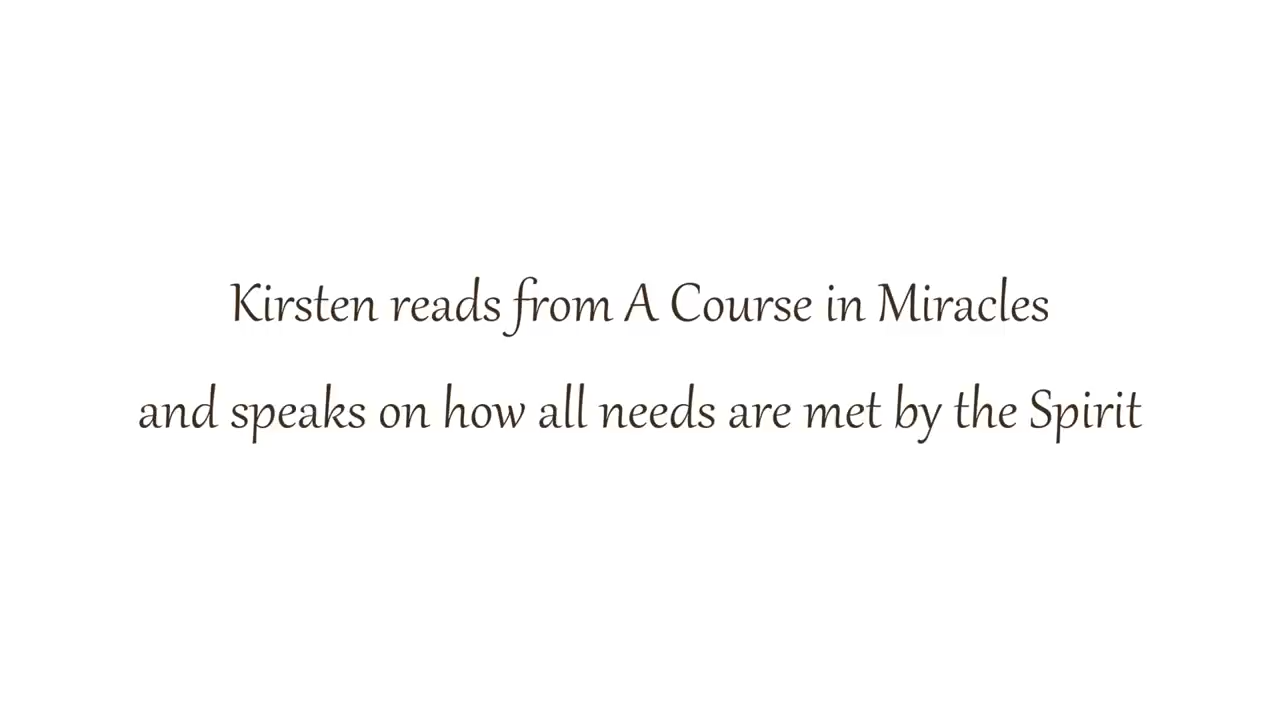 Kirsten reads from A Course in Miracles
and speaks on how all needs are met by the Spirit